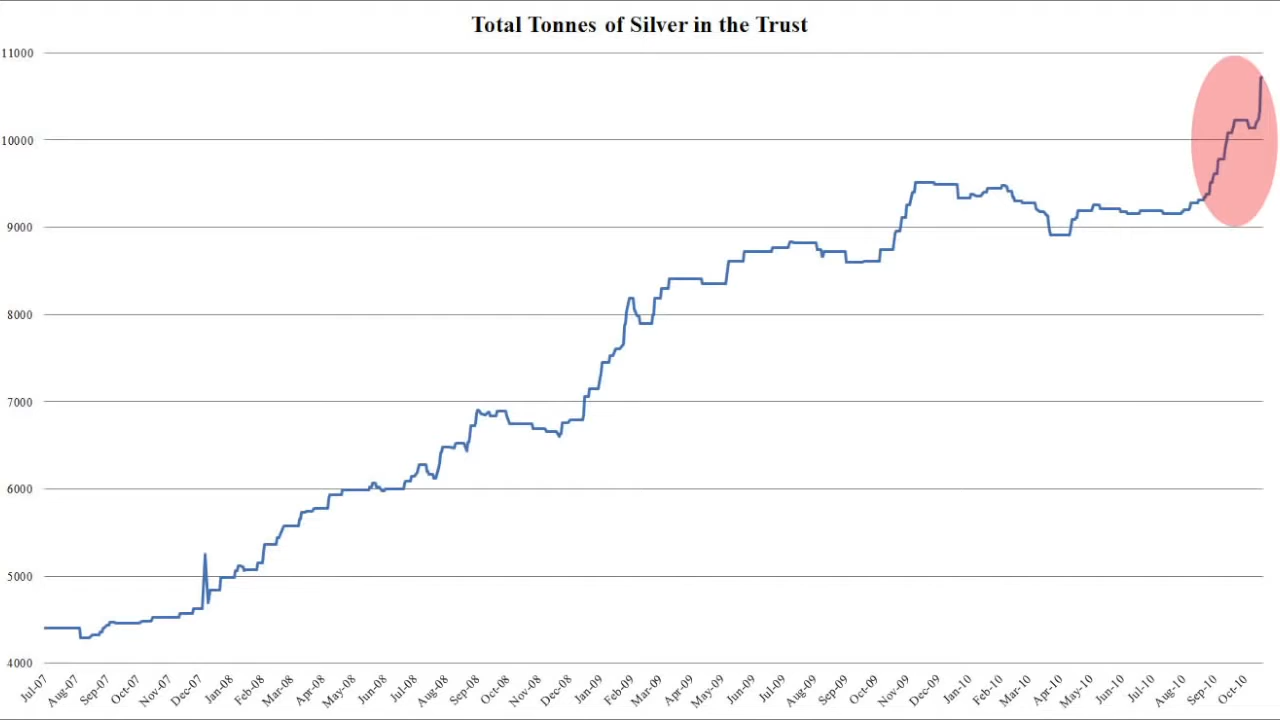 Total Tonnes of Silver in the Trust
11000
10000
9000
8000
7000
6000
5000
4000
Jul-07
Aug-07
Sep-07
Oct-07
Nov-07
Dec-07
Jan-08
Feb-08
Mar-08
Apr-08
May-08
Jun-08
Jul-08
Aug-08
Sep-08
Oct-08
Nov-08
Dec-08
Jan-09
Feb-09
Mar-09
Apr-09
May-09
Jun-09
Jul-09
Aug-09
Sep-09
Oct-09
Nov-09
Dec-09
Jan-10
Feb-10
Mar-10
Apr-10
May-10
Jun-10
Jul-10
Aug-10
Sep-10
Oct-10